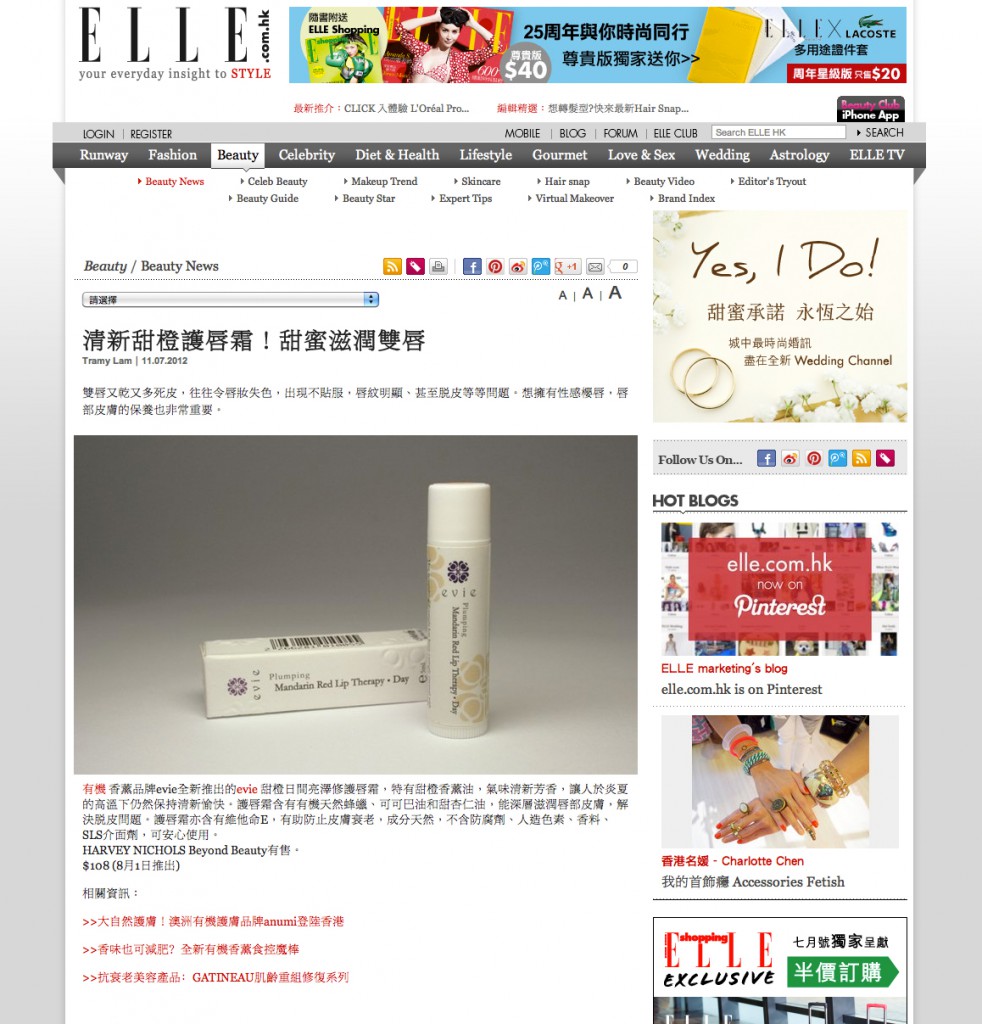 ELLE .com.hk
your everyday insight to STYLE
隨書附送
ELLE Shopping
600
尊貴版
$40
25周年與你時尚同行
尊貴版獨家送你>>
ELLE X LACOSTE
多用途證件套
周年星級版 只售$20
最新推介：CLICK 入體驗 L'Oréal Pro...
編輯精選：想轉髮型?快來最新Hair Snap...
Beauty Club
iPhone App
LOGIN | REGISTER
MOBILE | BLOG | FORUM | ELLE CLUB
Search ELLE HK
SEARCH
Runway Fashion Beauty Celebrity Diet & Health Lifestyle Gourmet Love & Sex Wedding Astrology ELLE TV
Beauty News Celeb Beauty Makeup Trend Skincare Hair snap Beauty Video Editor's Tryout
Beauty Guide Beauty Star Expert Tips Virtual Makeover Brand Index
Beauty / Beauty News
+1
0
請選擇
A | A | A
清新甜橙護唇霜！甜蜜滋潤雙唇
Tramy Lam | 11.07.2012
雙唇又乾又多死皮，往往令唇妝失色，出現不貼服，唇紋明顯、甚至脫皮等等問題。想擁有性感櫻唇，唇
部皮膚的保養也非常重要。
evie
Plumping
Mandarin Red Lip Therapy • Day
evie
Plumping
Mandarin Red Lip Therapy • Day
有機 香薰品牌evie全新推出的evie 甜橙日間亮澤修護唇霜，特有甜橙香薰油，氣味清新芳香，讓人於炎夏
的高溫下仍然保持清新愉快。護唇霜含有有機天然蜂蠟、可可巴油和甜杏仁油，能深層滋潤唇部皮膚，解
決脫皮問題。護唇霜亦含有維他命E，有助防止皮膚衰老，成分天然，不含防腐劑、人造色素、香料、
SLS介面劑，可安心使用。
HARVEY NICHOLS Beyond Beauty有售。
$108 (8月1日推出)
相關資訊：
>>大自然護膚！澳洲有機護膚品牌anumi登陸香港
>>香味也可減肥？全新有機香薰食控魔棒
>>抗衰老美容產品：GATINEAU肌齡重組修復系列
Yes, I Do!
甜蜜承諾 永恆之始
城中最時尚婚訊
盡在全新 Wedding Channel
Follow Us On...
HOT BLOGS
elle.com.hk
now on
Pinterest
ELLE marketing's blog
elle.com.hk is on Pinterest
香港名媛 - Charlotte Chen
我的首飾癮 Accessories Fetish
shopping
ELLE
EXCLUSIVE
七月號獨家呈獻
半價訂購